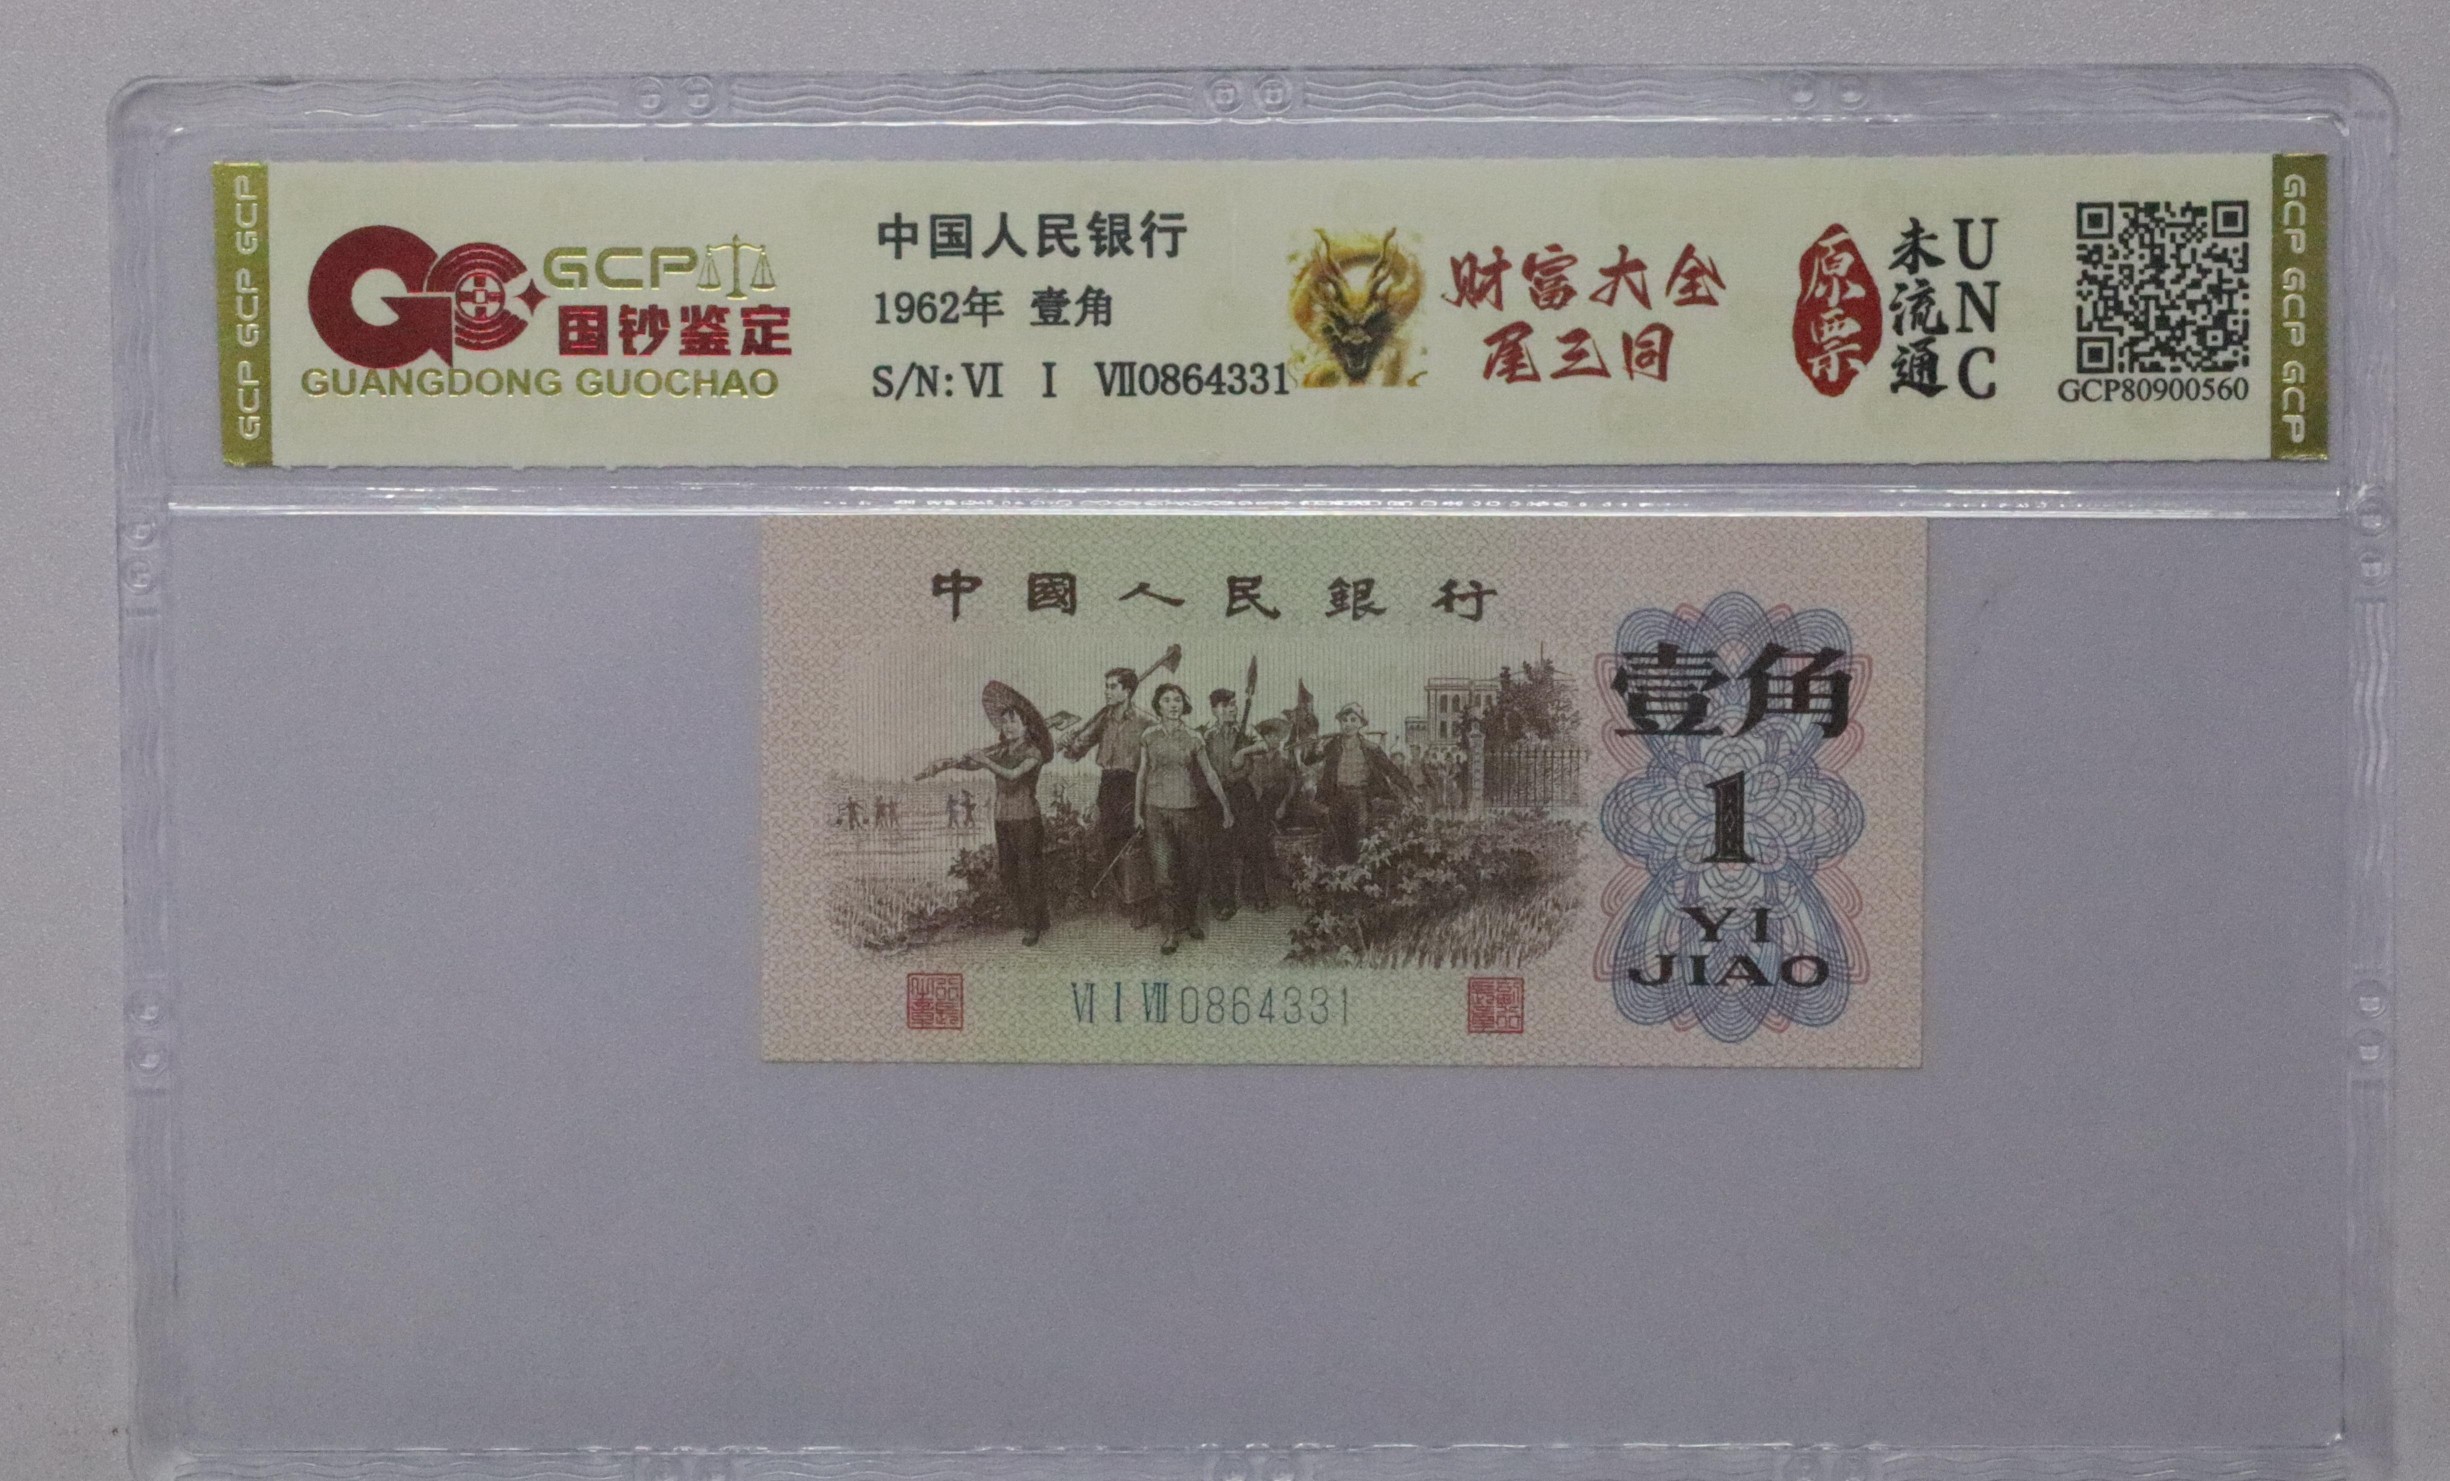 GCP GCP GCP
GCP
国钞鉴定
GUANGDONG GUOCHAO
中国人民银行
1962年 壹角
S/N: Ⅵ Ⅰ Ⅶ0864331
财富大全
尾三同
原票
未流通
UNC
GCP80900560
GCP GCP GCP
中國人民銀行
壹角
1
YI
JIAO
Ⅵ Ⅰ Ⅶ 0864331